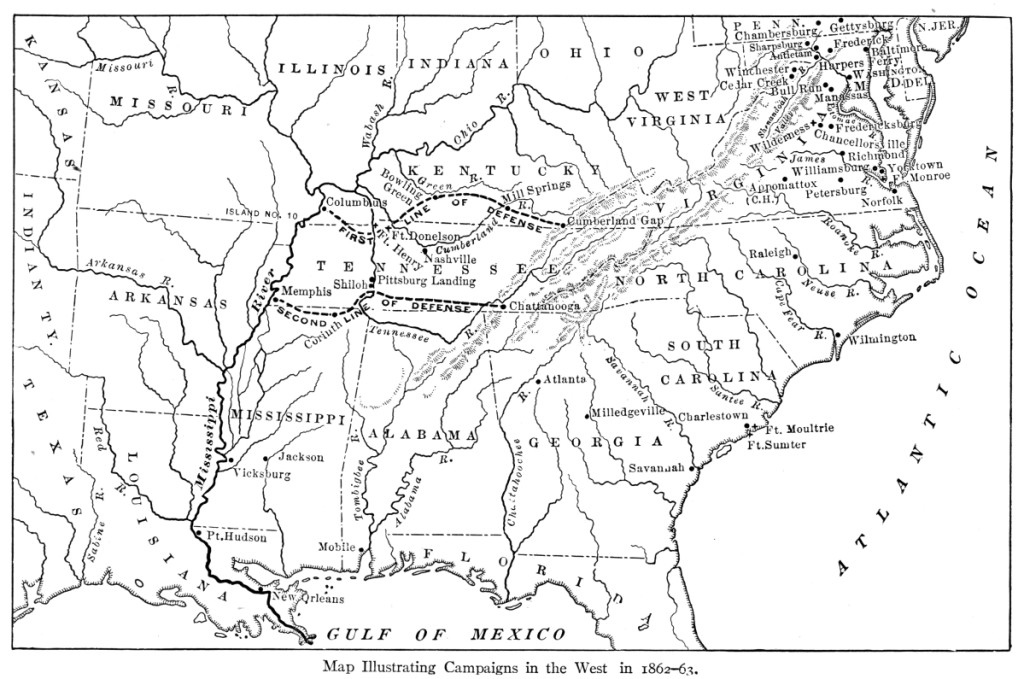 PENN.
Gettysburg
N.JER.
Chambersburg
Sharpsburg
Frederick
Antietam
Baltimore
Harpers Ferry
Winchester
WASHINGTON
Cedar Creek
M D.
DEL
Bull Run
Manassas
Shenandoah Valley
Potomac R.
Fredericksburg
Wilderness
Chancellorsville
James R.
Richmond
Williamsburg
Yorktown
Ft. Monroe
Appomattox
(C.H.)
Petersburg
Norfolk
KANSAS
Missouri R.
MISSOURI
ILLINOIS
INDIANA
OHIO
Wabash R.
Ohio R.
WEST
VIRGINIA
VIRGINIA
KENTUCKY
Green R.
Bowling
Green
Mill Springs
INDIAN TY.
ISLAND NO. 10
Columbus
FIRST LINE OF DEFENSE
Cumberland Gap
Ft. Donelson
Ft. Henry
Cumberland R.
Nashville
TENNESSEE
Roanoke R.
Raleigh
NORTH CAROLINA
Neuse R.
Cape Fear R.
Wilmington
Arkansas R.
ARKANSAS
River
Memphis
Shiloh
Pittsburg Landing
SECOND LINE OF DEFENSE
Chattanooga
Corinth
Tennessee R.
SOUTH
CAROLINA
Santee R.
Savannah R.
Atlanta
Milledgeville
Charlestown
Ft. Moultrie
Ft. Sumter
TEXAS
Red R.
LOUISIANA
Mississippi
MISSISSIPPI
ALABAMA
GEORGIA
Vicksburg
Jackson
Tombigbee R.
Alabama R.
Chattahoochee R.
Savannah
Sabine R.
Pt. Hudson
Mobile
FLORIDA
New Orleans
GULF OF MEXICO
ATLANTIC OCEAN
Map Illustrating Campaigns in the West in 1862–63.